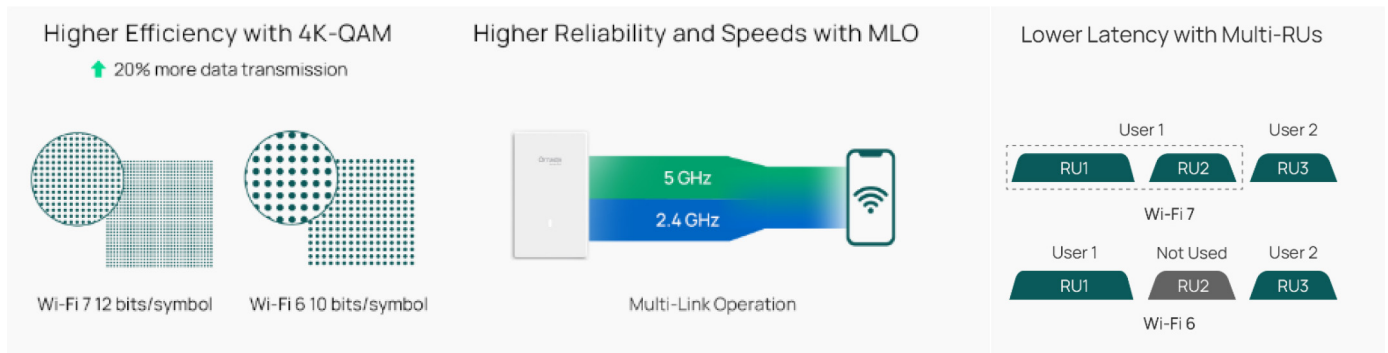 Higher Efficiency with 4K-QAM
20% more data transmission
Wi-Fi 7 12 bits/symbol
Wi-Fi 6 10 bits/symbol
Higher Reliability and Speeds with MLO
5 GHz
2.4 GHz
Multi-Link Operation
Lower Latency with Multi-RUs
User 1
User 2
RU1
RU2
RU3
Wi-Fi 7
User 1
Not Used
User 2
RU1
RU2
RU3
Wi-Fi 6